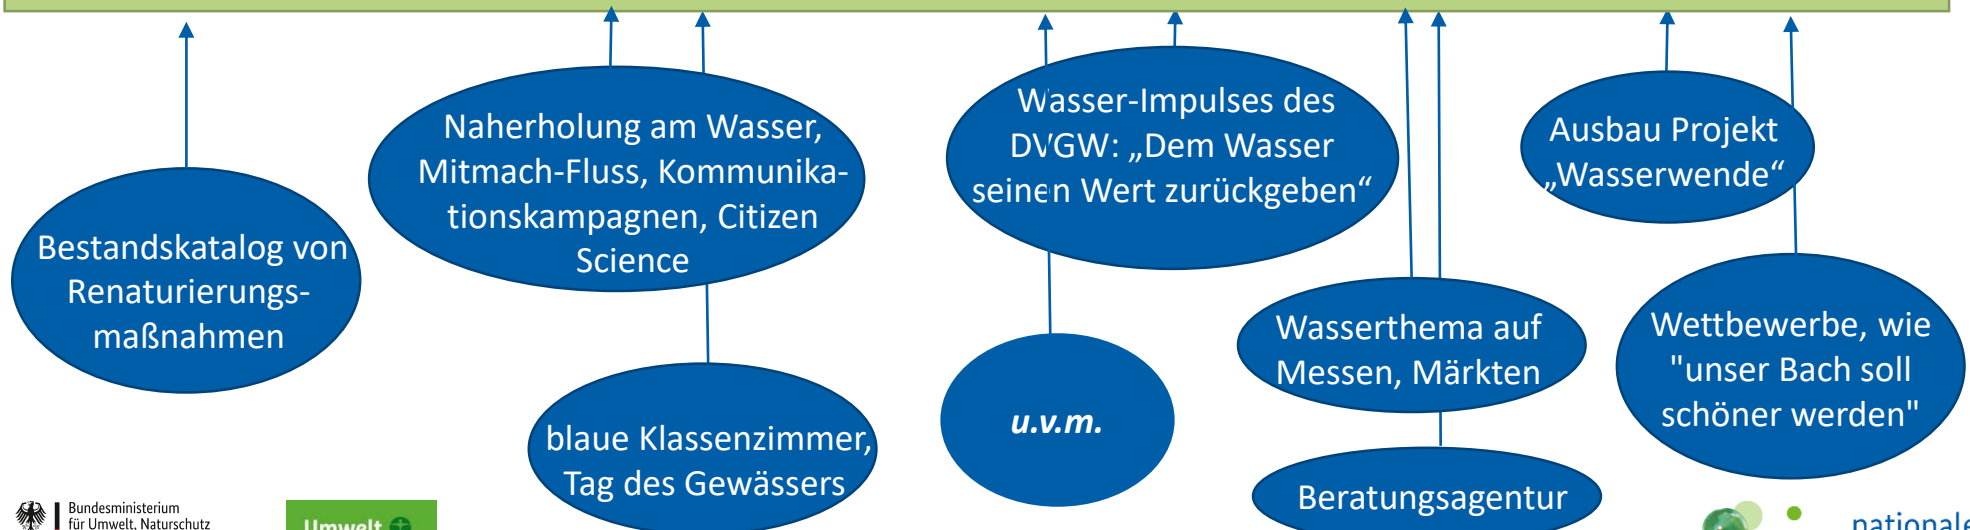 Bestandskatalog von
Renaturierungs-
maßnahmen
Naherholung am Wasser,
Mitmach-Fluss, Kommunika-
tionskampagnen, Citizen
Science
blaue Klassenzimmer,
Tag des Gewässers
Wasser-Impulses des
DVGW: „Dem Wasser
seinen Wert zurückgeben“
u.v.m.
Wasserthema auf
Messen, Märkten
Beratungsagentur
Ausbau Projekt
„Wasserwende“
Wettbewerbe, wie
"unser Bach soll
schöner werden"
Bundesministerium
für Umwelt, Naturschutz
Umwelt
nationale